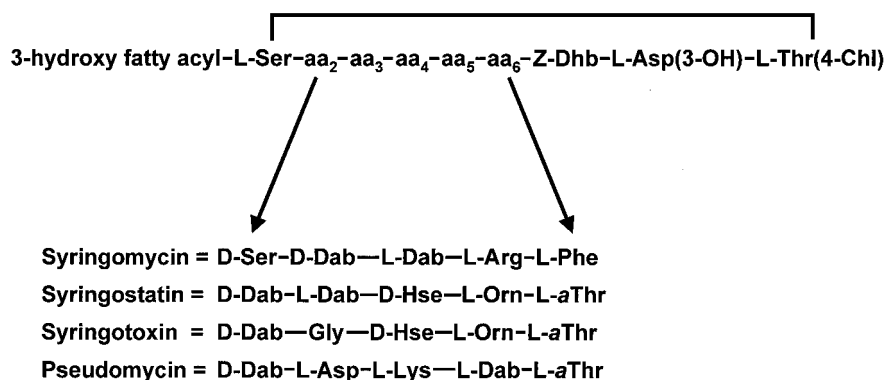 3-hydroxy fatty acyl–L-Ser–aa2–aa3–aa4–aa5–aa6–Z-Dhb–L-Asp(3-OH)–L-Thr(4-Chl)
Syringomycin = D-Ser–D-Dab—L-Dab—L-Arg–L-Phe
Syringostatin = D-Dab–L-Dab—D-Hse—L-Orn–L-aThr
Syringotoxin = D-Dab—Gly—D-Hse—L-Orn–L-aThr
Pseudomycin = D-Dab–L-Asp–L-Lys—L-Dab–L-aThr